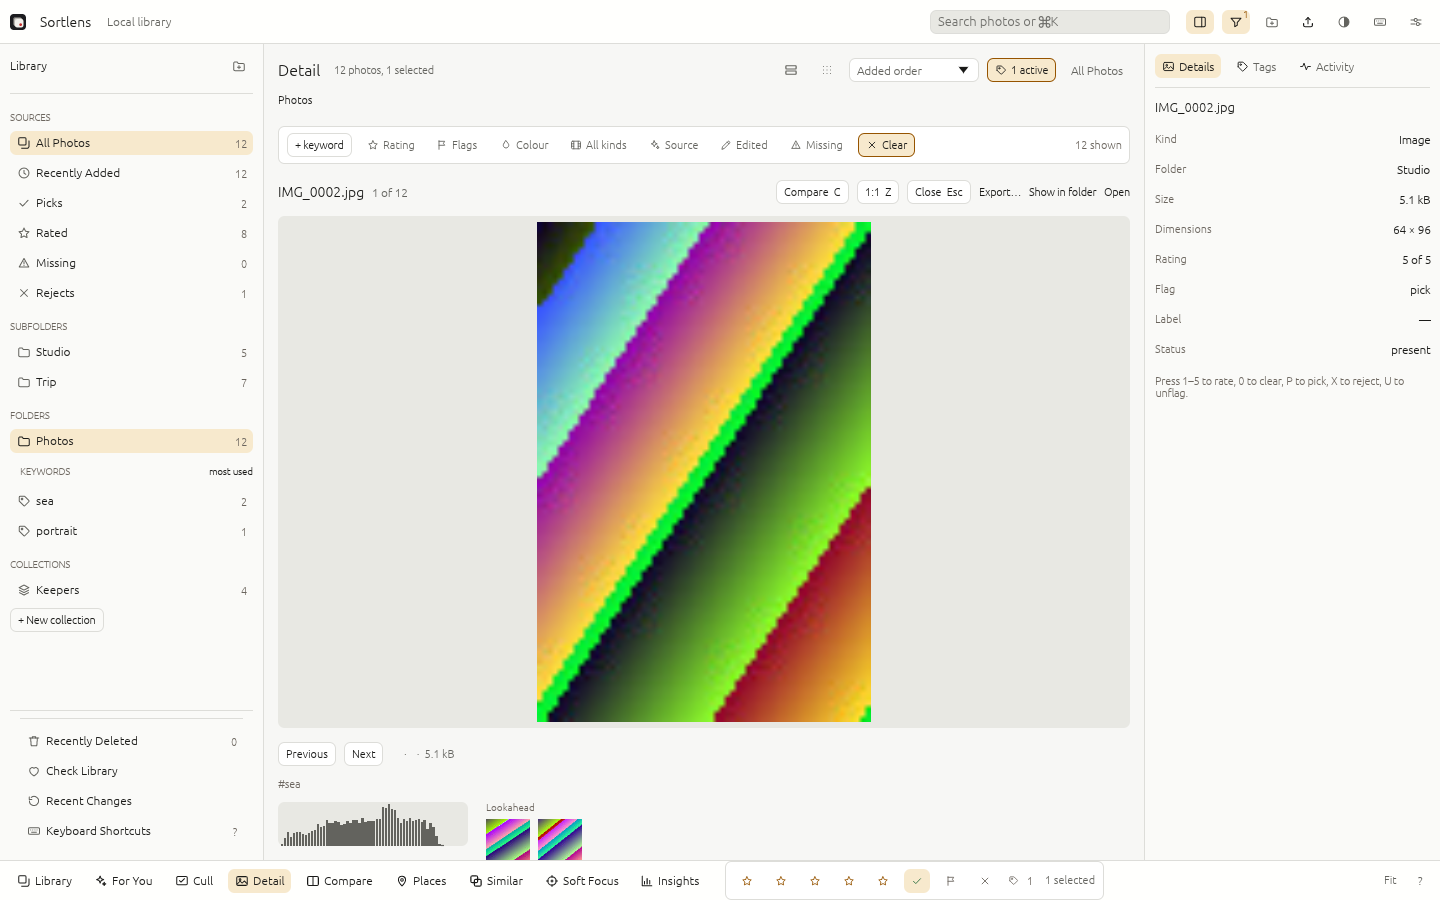 Sortlens Local library Search photos or ⌘K 1
Library
SOURCES
All Photos 12
Recently Added 12
Picks 2
Rated 8
Missing 0
Rejects 1
SUBFOLDERS
Studio 5
Trip 7
FOLDERS
Photos 12
KEYWORDS most used
sea 2
portrait 1
COLLECTIONS
Keepers 4
+ New collection
Recently Deleted 0
Check Library
Recent Changes
Keyboard Shortcuts ?
Detail 12 photos, 1 selected Added order 1 active All Photos
Photos
+ keyword Rating Flags Colour All kinds Source Edited Missing Clear 12 shown
IMG_0002.jpg 1 of 12 Compare C 1:1 Z Close Esc Export… Show in folder Open
Previous Next · · 5.1 kB
#sea
Lookahead
Details Tags Activity
IMG_0002.jpg
Kind Image
Folder Studio
Size 5.1 kB
Dimensions 64 × 96
Rating 5 of 5
Flag pick
Label —
Status present
Press 1–5 to rate, 0 to clear, P to pick, X to reject, U to
unflag.
Library For You Cull Detail Compare Places Similar Soft Focus Insights 1 1 selected Fit ?